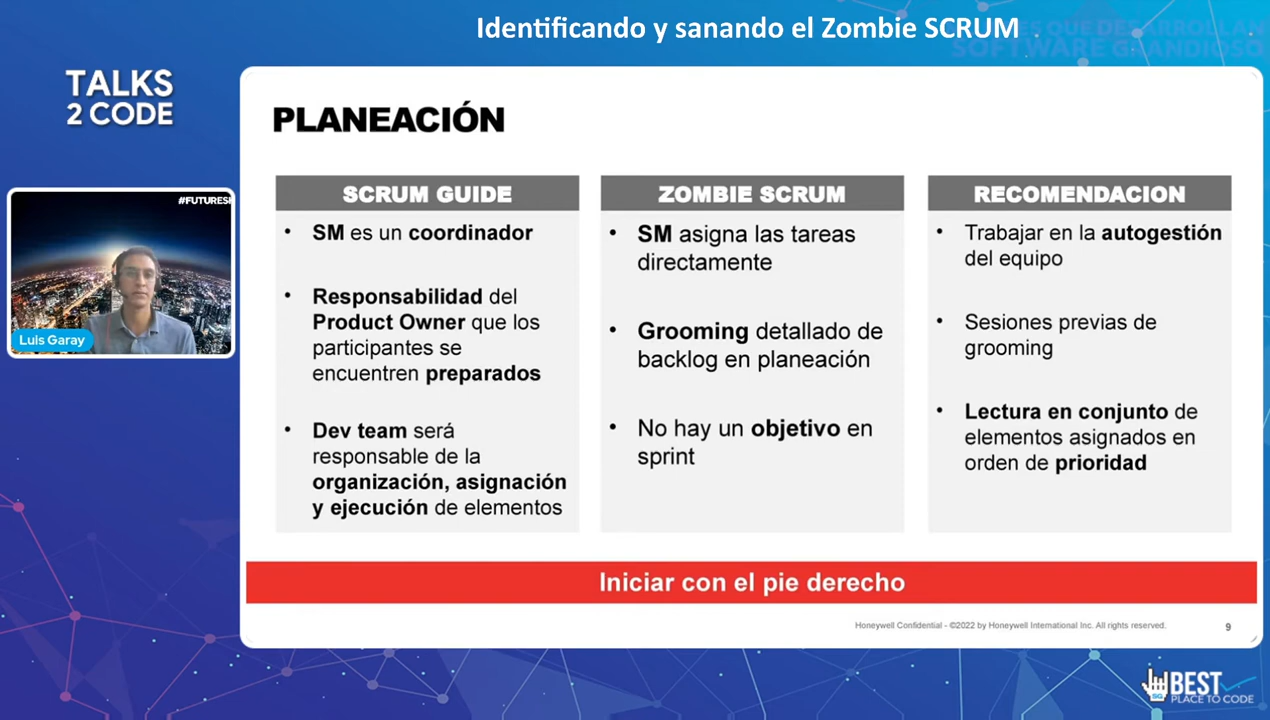 Identificando y sanando el Zombie SCRUM
SOFTWARE GRANDIOSO
TALKS
2 CODE
PLANEACIÓN
SCRUM GUIDE
• SM es un coordinador
• Responsabilidad del
Product Owner que los
participantes se
encuentren preparados
• Dev team será
responsable de la
organización, asignación
y ejecución de elementos
ZOMBIE SCRUM
• SM asigna las tareas
directamente
• Grooming detallado de
backlog en planeación
• No hay un objetivo en
sprint
RECOMENDACION
• Trabajar en la autogestión
del equipo
• Sesiones previas de
grooming
• Lectura en conjunto de
elementos asignados en
orden de prioridad
#FUTURESH
Luis Garay
Iniciar con el pie derecho
Honeywell Confidential - ©2022 by Honeywell International Inc. All rights reserved.
9
SG BEST
PLACE TO CODE